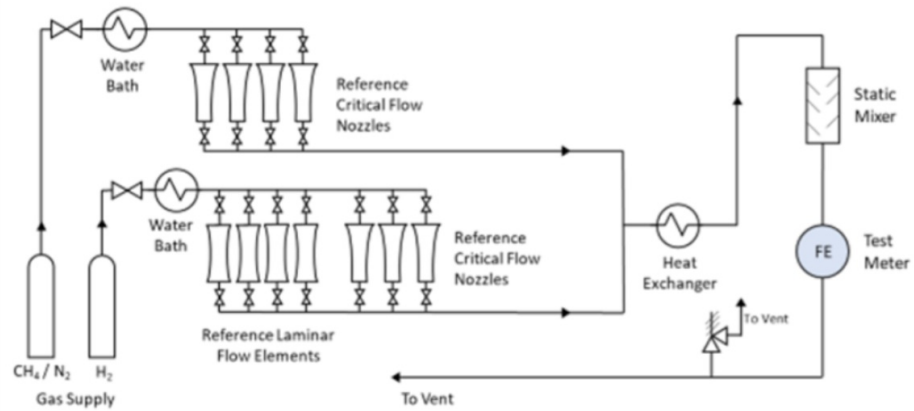 Water
Bath
Reference
Critical Flow
Nozzles
Static
Mixer
Water
Bath
Reference
Critical Flow
Nozzles
Heat
Exchanger
FE
Test
Meter
Reference Laminar
Flow Elements
To Vent
CH₄ / N₂
H₂
Gas Supply
To Vent